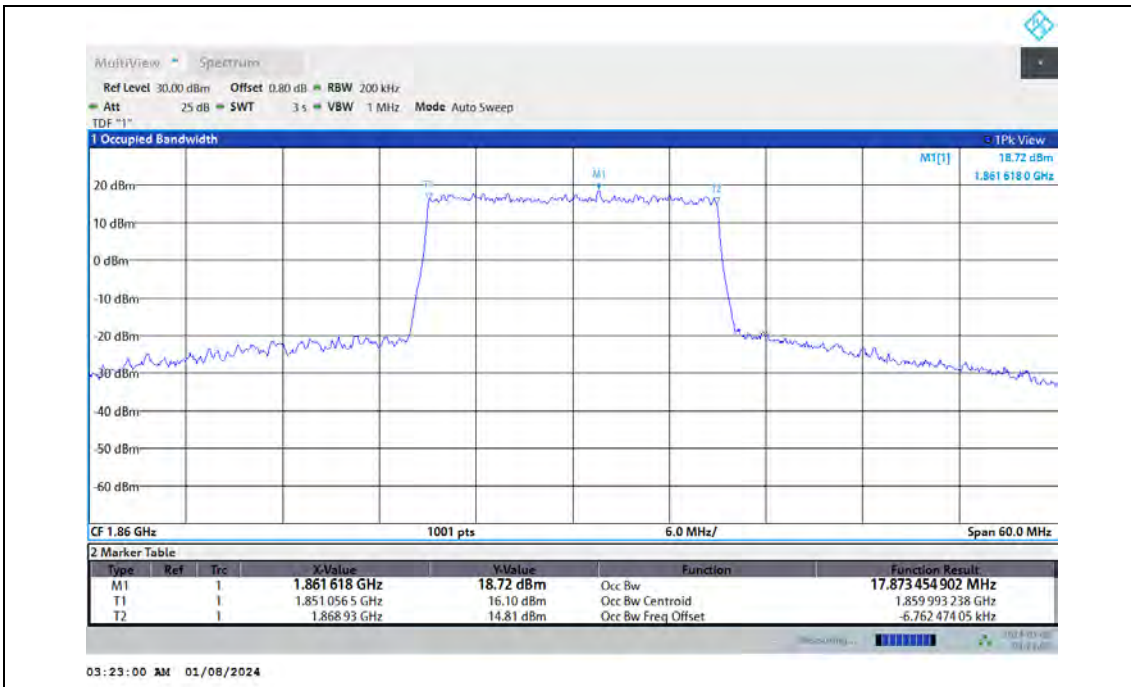 MultiView Spectrum
Ref Level 30.00 dBm Offset 0.80 dB RBW 200 kHz
Att 25 dB SWT 3 s VBW 1 MHz Mode Auto Sweep
TDF "1"
1 Occupied Bandwidth 1Pk View
M1[1] 18.72 dBm
1.861 618 0 GHz
M1
T1
T2
20 dBm
10 dBm
0 dBm
-10 dBm
-20 dBm
-30 dBm
-40 dBm
-50 dBm
-60 dBm
CF 1.86 GHz 1001 pts 6.0 MHz/ Span 60.0 MHz
2 Marker Table
Type Ref Trc X-Value Y-Value Function Function Result
M1 1 1.861 618 GHz 18.72 dBm Occ Bw 17.873 454 902 MHz
T1 1 1.851 056 5 GHz 16.10 dBm Occ Bw Centroid 1.859 993 238 GHz
T2 1 1.868 93 GHz 14.81 dBm Occ Bw Freq Offset -6.762 474 05 kHz
Measuring...
03:23:00 AM 01/08/2024